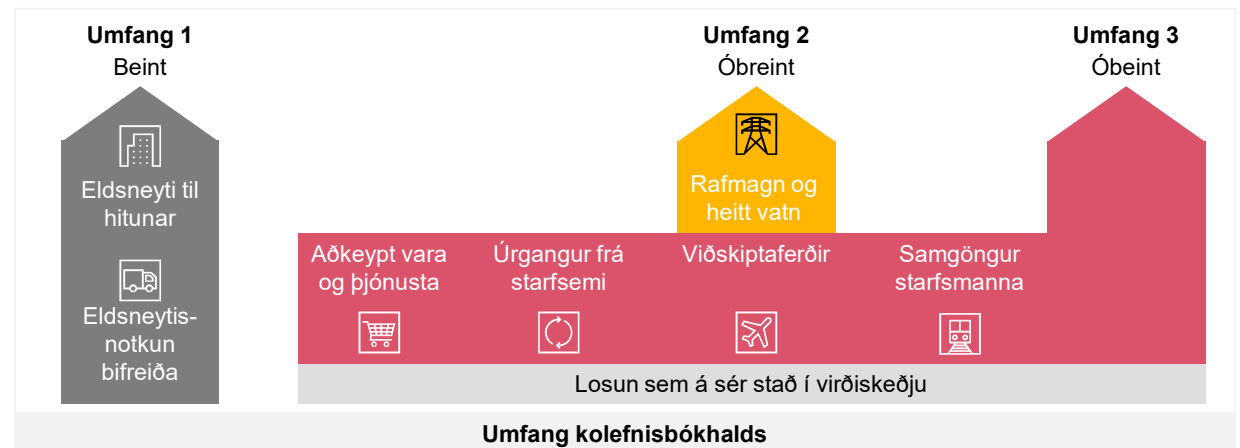 Umfang 1
Beint
Eldsneyti til
hitunar
Eldsneytis-
notkun
bifreiða
Umfang 2
Óbreint
Rafmagn og
heitt vatn
Umfang 3
Óbeint
Aðkeypt vara
og þjónusta
Úrgangur frá
starfsemi
Viðskiptaferðir
Samgöngur
starfsmanna
Losun sem á sér stað í virðiskeðju
Umfang kolefnisbókhalds